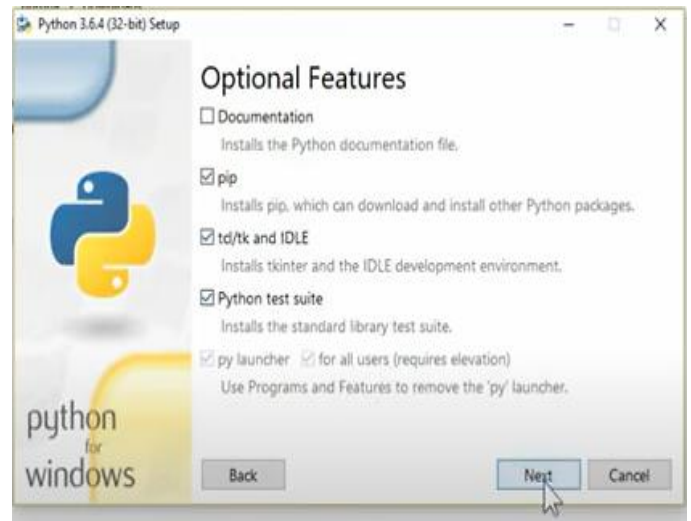 Python 3.6.4 (32-bit) Setup
Optional Features
Documentation
Installs the Python documentation file.
pip
Installs pip, which can download and install other Python packages.
tcl/tk and IDLE
Installs tkinter and the IDLE development environment.
Python test suite
Installs the standard library test suite.
py launcher for all users (requires elevation)
Use Programs and Features to remove the 'py' launcher.
python
for
windows
Back Next Cancel